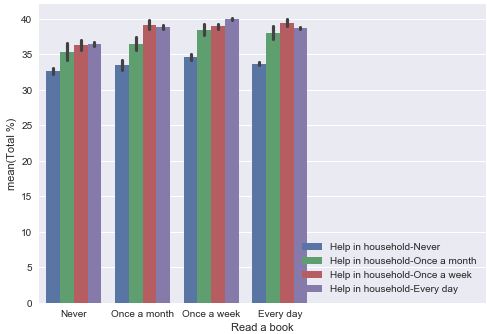 mean(Total %)
40
35
30
25
20
15
10
5
0
Never
Once a month
Once a week
Every day
Read a book
Help in household-Never
Help in household-Once a month
Help in household-Once a week
Help in household-Every day